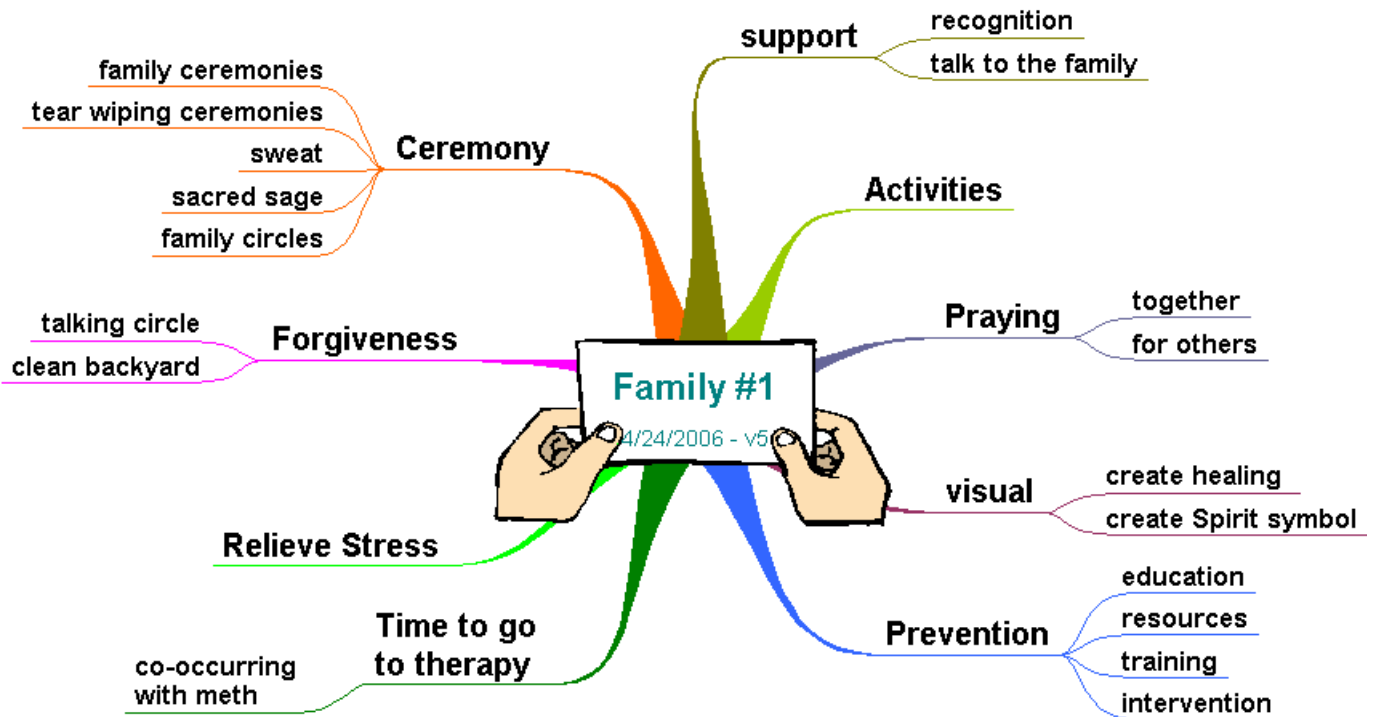 Family #1
4/24/2006 - v5
support
recognition
talk to the family
Activities
Praying
together
for others
visual
create healing
create Spirit symbol
Prevention
education
resources
training
intervention
Time to go
to therapy
co-occurring
with meth
Relieve Stress
Forgiveness
talking circle
clean backyard
Ceremony
family ceremonies
tear wiping ceremonies
sweat
sacred sage
family circles